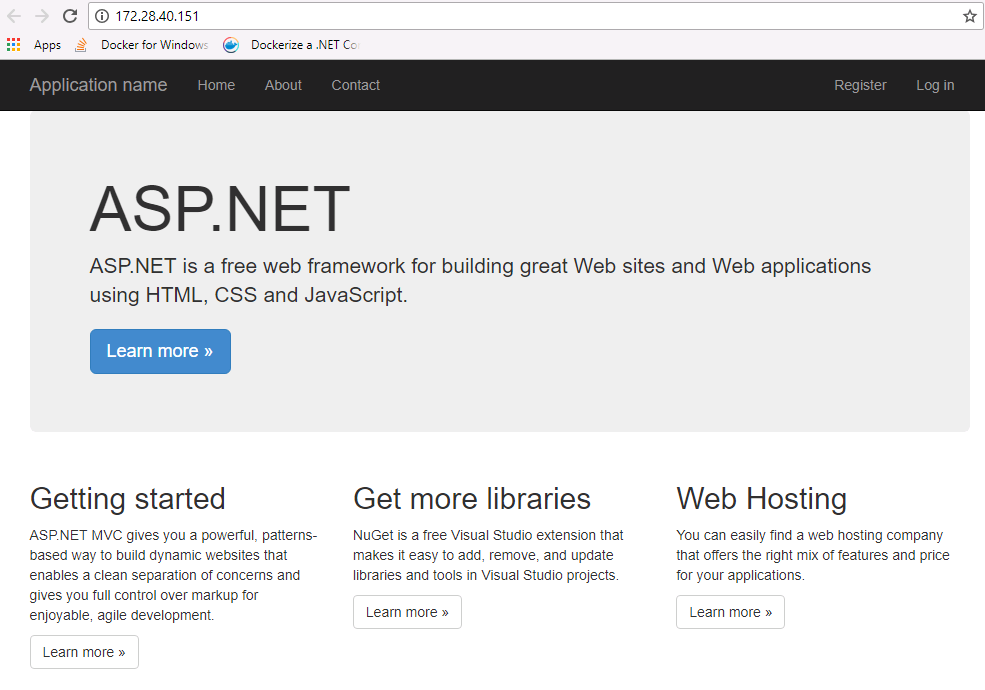 172.28.40.151
Apps Docker for Windows Dockerize a .NET
Application name Home About Contact Register Log in
ASP.NET
ASP.NET is a free web framework for building great Web sites and Web applications
using HTML, CSS and JavaScript.
Learn more »
Getting started
ASP.NET MVC gives you a powerful, patterns-
based way to build dynamic websites that
enables a clean separation of concerns and
gives you full control over markup for
enjoyable, agile development.
Learn more »
Get more libraries
NuGet is a free Visual Studio extension that
makes it easy to add, remove, and update
libraries and tools in Visual Studio projects.
Learn more »
Web Hosting
You can easily find a web hosting company
that offers the right mix of features and price
for your applications.
Learn more »